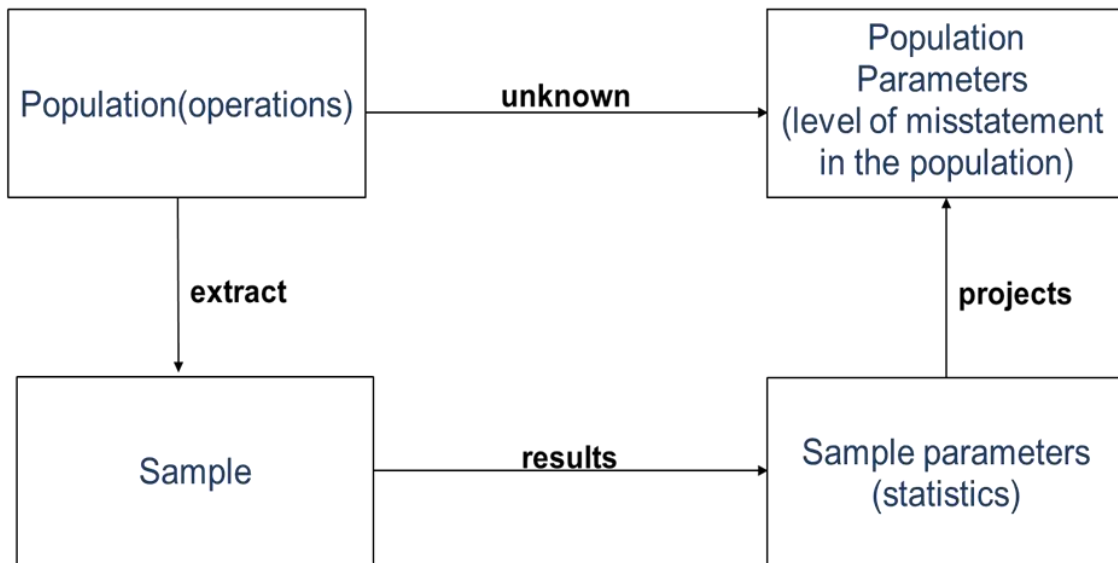 Population(operations)
unknown
Population
Parameters
(level of misstatement
in the population)
extract
projects
Sample
results
Sample parameters
(statistics)